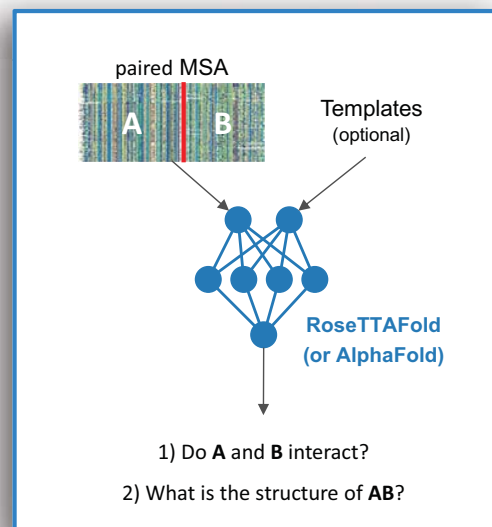 paired MSA
A B
Templates
(optional)
RoseTTAFold
(or AlphaFold)
1) Do A and B interact?
2) What is the structure of AB?